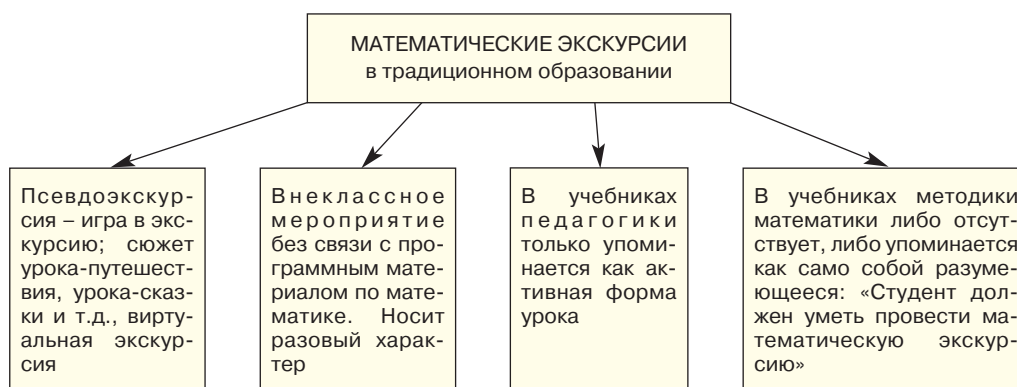 МАТЕМАТИЧЕСКИЕ ЭКСКУРСИИ
в традиционном образовании
Псевдоэкскур-
сия – игра в экс-
курсию; сюжет
урока-путешест-
вия, урока-сказ-
ки и т.д., вирту-
альная экскур-
сия
Внеклассное
мероприятие
без связи с про-
граммным мате-
риалом по мате-
матике. Носит
разовый харак-
тер
В учебниках
педагогики
только упоми-
нается как ак-
тивная форма
урока
В учебниках методики
математики либо отсут-
ствует, либо упоминается
как само собой разуме-
ющееся: «Студент дол-
жен уметь провести ма-
тематическую экскур-
сию»